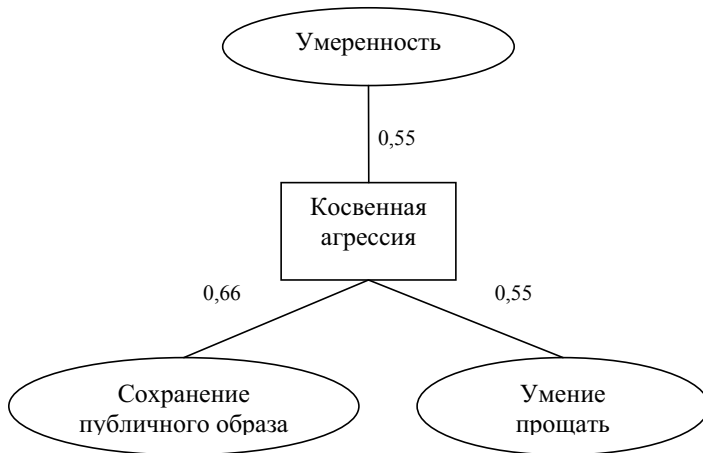 Умеренность
0,55
Косвенная
агрессия
0,66
0,55
Сохранение
публичного образа
Умение
прощать